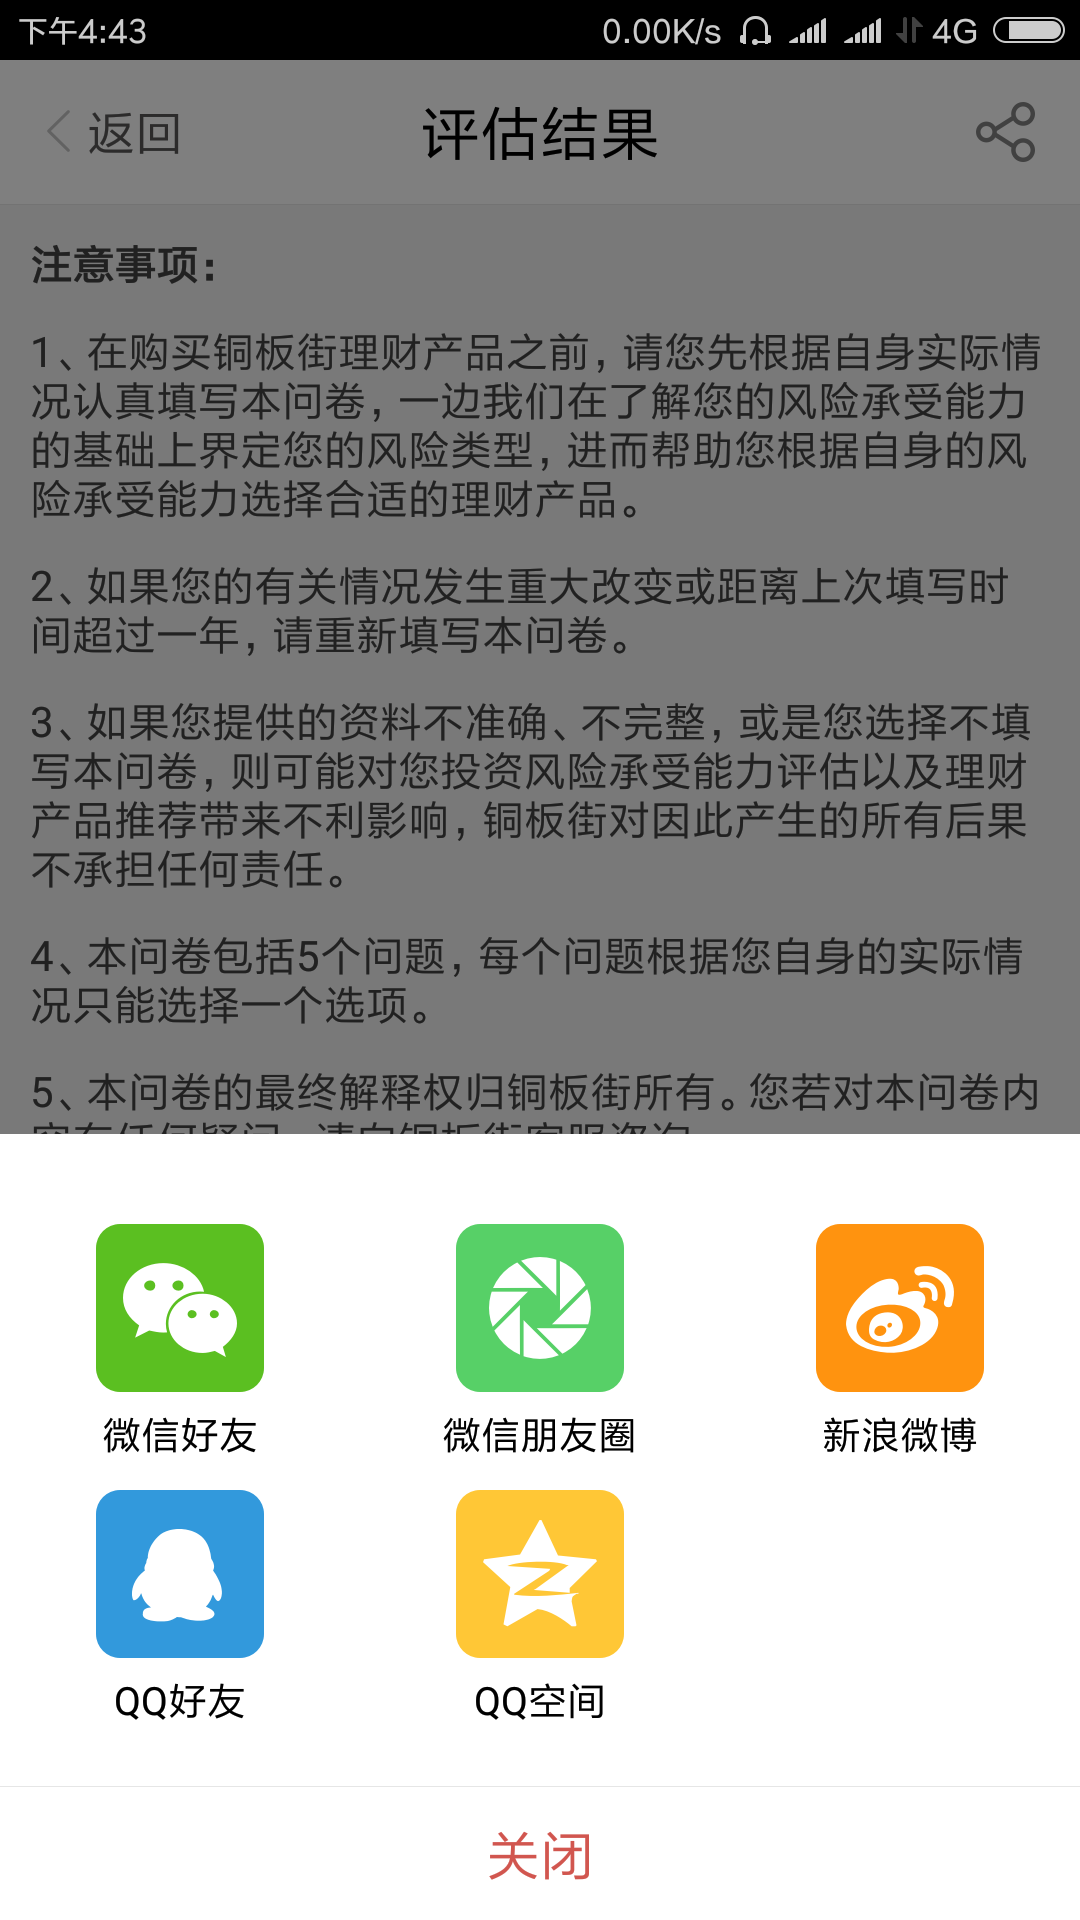 下午4:43
0.00K/s 4G
返回
评估结果
注意事项：
1、在购买铜板街理财产品之前，请您先根据自身实际情
况认真填写本问卷，一边我们在了解您的风险承受能力
的基础上界定您的风险类型，进而帮助您根据自身的风
险承受能力选择合适的理财产品。
2、如果您的有关情况发生重大改变或距离上次填写时
间超过一年，请重新填写本问卷。
3、如果您提供的资料不准确、不完整，或是您选择不填
写本问卷，则可能对您投资风险承受能力评估以及理财
产品推荐带来不利影响，铜板街对因此产生的所有后果
不承担任何责任。
4、本问卷包括5个问题，每个问题根据您自身的实际情
况只能选择一个选项。
5、本问卷的最终解释权归铜板街所有。您若对本问卷内
微信好友
微信朋友圈
新浪微博
QQ好友
QQ空间
关闭